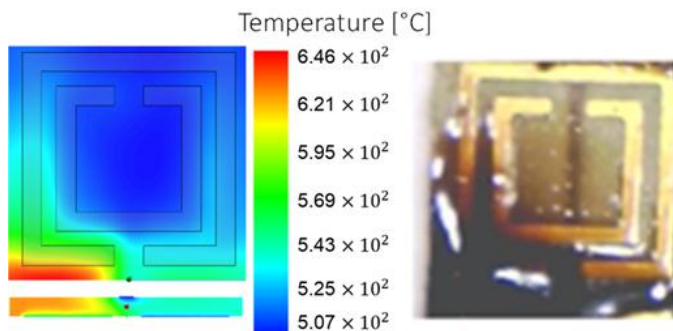 Temperature [°C]
6.46 × 10²
6.21 × 10²
5.95 × 10²
5.69 × 10²
5.43 × 10²
5.25 × 10²
5.07 × 10²